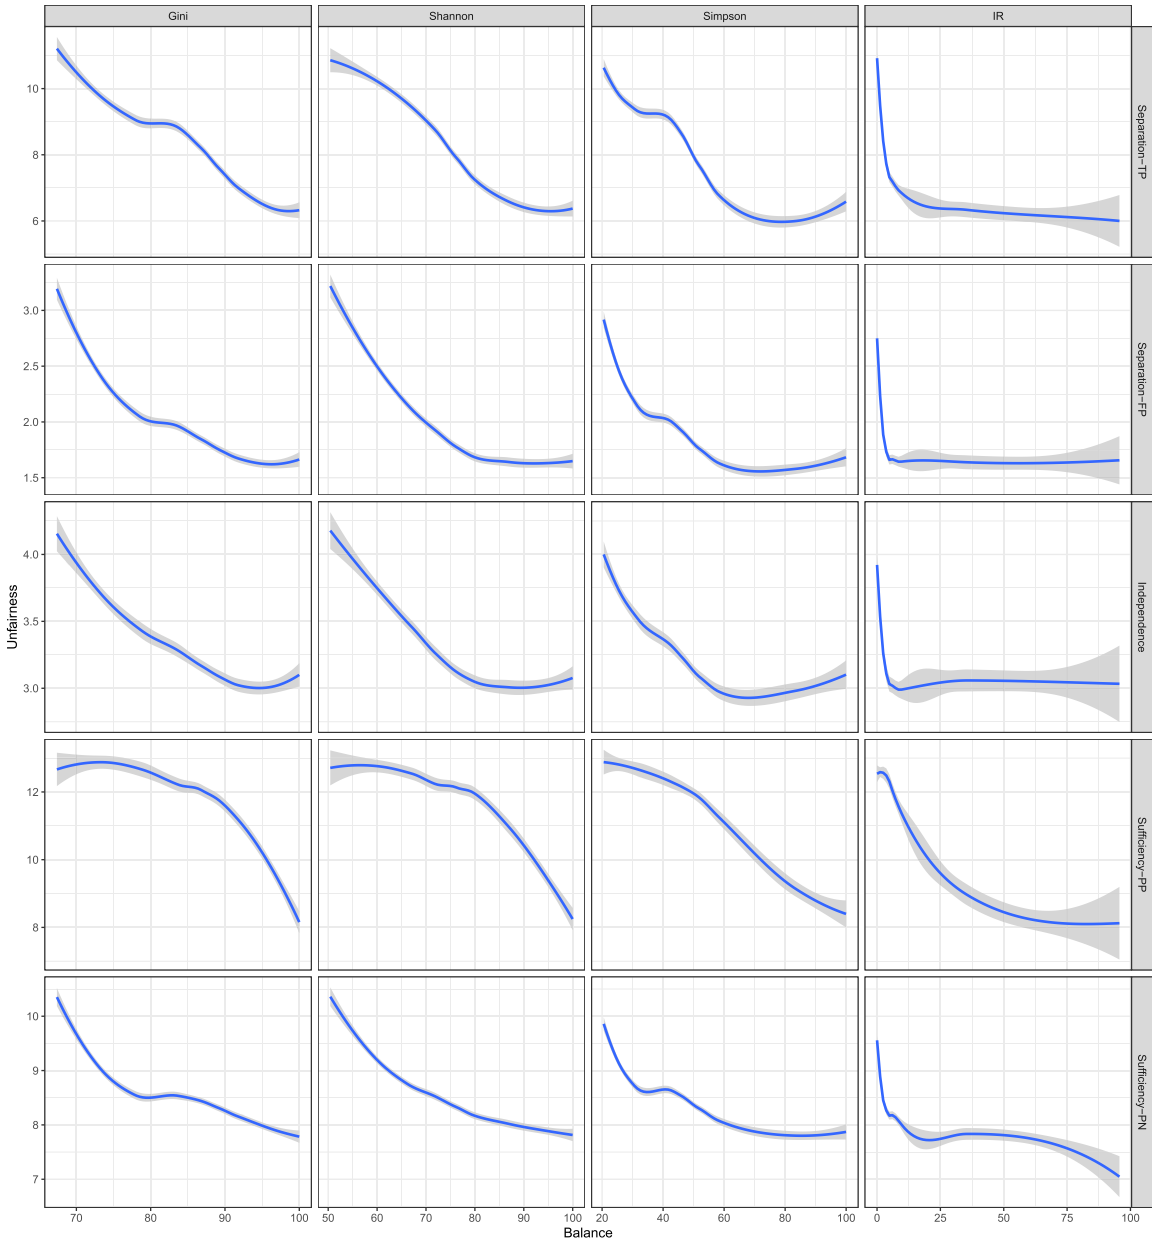 Gini Shannon Simpson IR
10
8
6
Separation−TP
3.0
2.5
2.0
1.5
Separation−FP
4.0
3.5
3.0
Independence
Unfairness
12
10
8
Sufficiency−PP
10
9
8
7
Sufficiency−PN
70 80 90 100 50 60 70 80 90 100 20 40 60 80 100 0 25 50 75 100
Balance